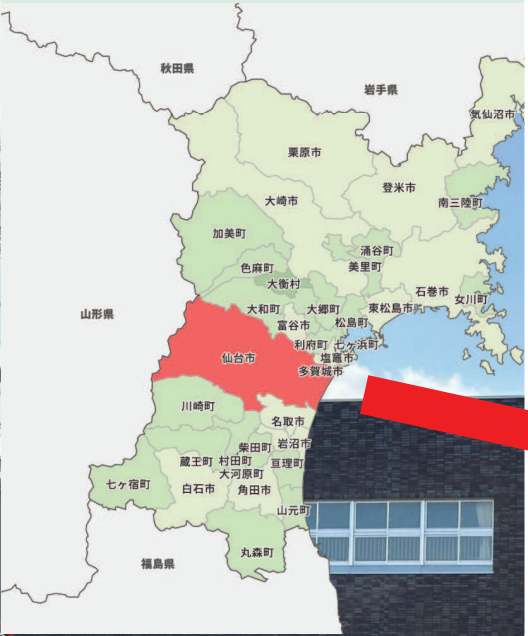 秋田県
岩手県
気仙沼市
栗原市
登米市
南三陸町
大崎市
加美町
涌谷町
美里町
色麻町
大衡村
石巻市
女川町
大和町
大郷町
東松島市
山形県
富谷市
松島町
利府町
七ヶ浜町
仙台市
塩竈市
多賀城市
川崎町
名取市
柴田町
岩沼市
蔵王町
村田町
亘理町
大河原町
七ヶ宿町
白石市
角田市
山元町
丸森町
福島県